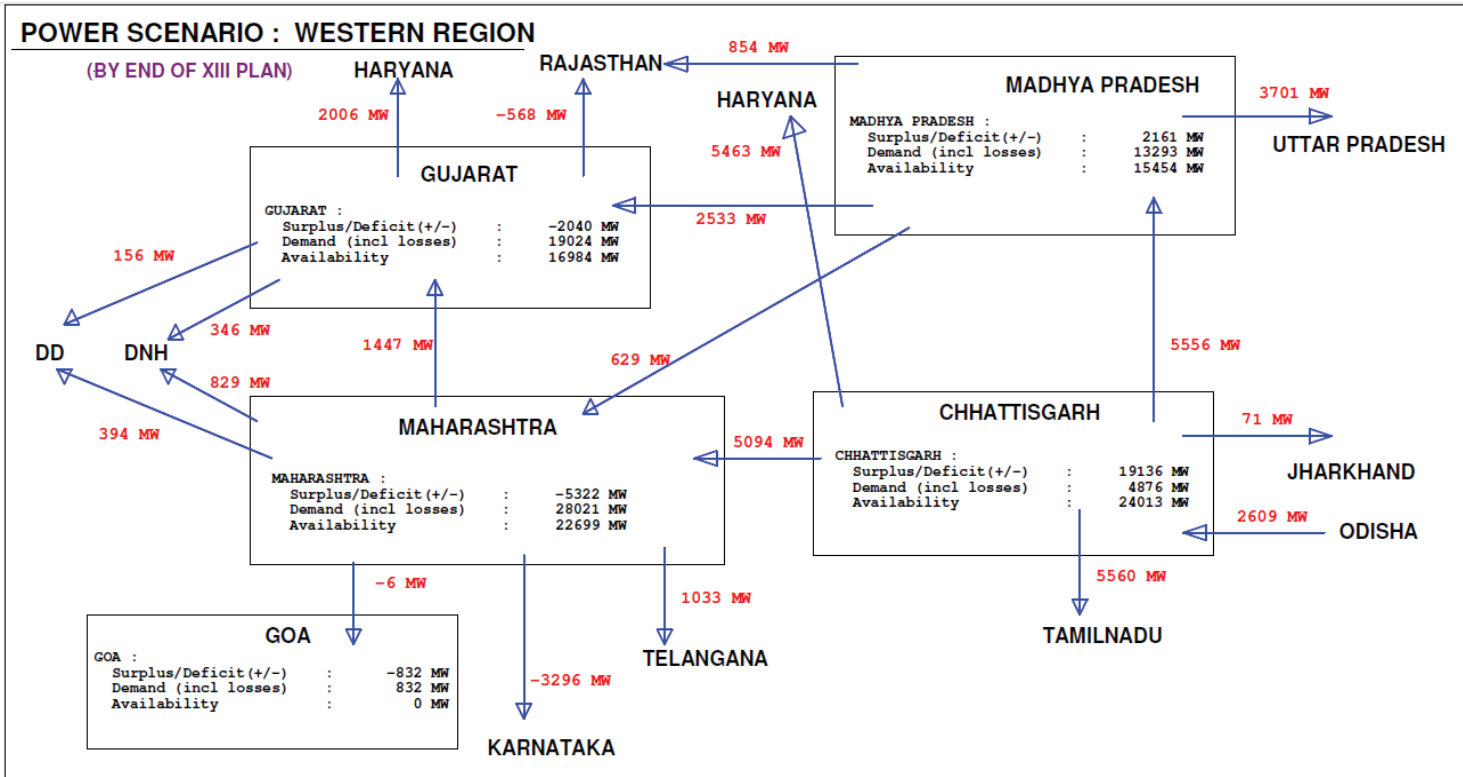 POWER SCENARIO : WESTERN REGION
(BY END OF XIII PLAN)
HARYANA
RAJASTHAN
854 MW
2006 MW
-568 MW
HARYANA
5463 MW
MADHYA PRADESH
MADHYA PRADESH :
Surplus/Deficit(+/-) : 2161 MW
Demand (incl losses) : 13293 MW
Availability : 15454 MW
3701 MW
UTTAR PRADESH
GUJARAT
GUJARAT :
Surplus/Deficit(+/-) : -2040 MW
Demand (incl losses) : 19024 MW
Availability : 16984 MW
2533 MW
156 MW
346 MW
DD
DNH
1447 MW
629 MW
5556 MW
829 MW
394 MW
MAHARASHTRA
MAHARASHTRA :
Surplus/Deficit(+/-) : -5322 MW
Demand (incl losses) : 28021 MW
Availability : 22699 MW
5094 MW
CHHATTISGARH
CHHATTISGARH :
Surplus/Deficit(+/-) : 19136 MW
Demand (incl losses) : 4876 MW
Availability : 24013 MW
71 MW
JHARKHAND
2609 MW
ODISHA
5560 MW
TAMILNADU
-6 MW
1033 MW
TELANGANA
-3296 MW
KARNATAKA
GOA
GOA :
Surplus/Deficit(+/-) : -832 MW
Demand (incl losses) : 832 MW
Availability : 0 MW